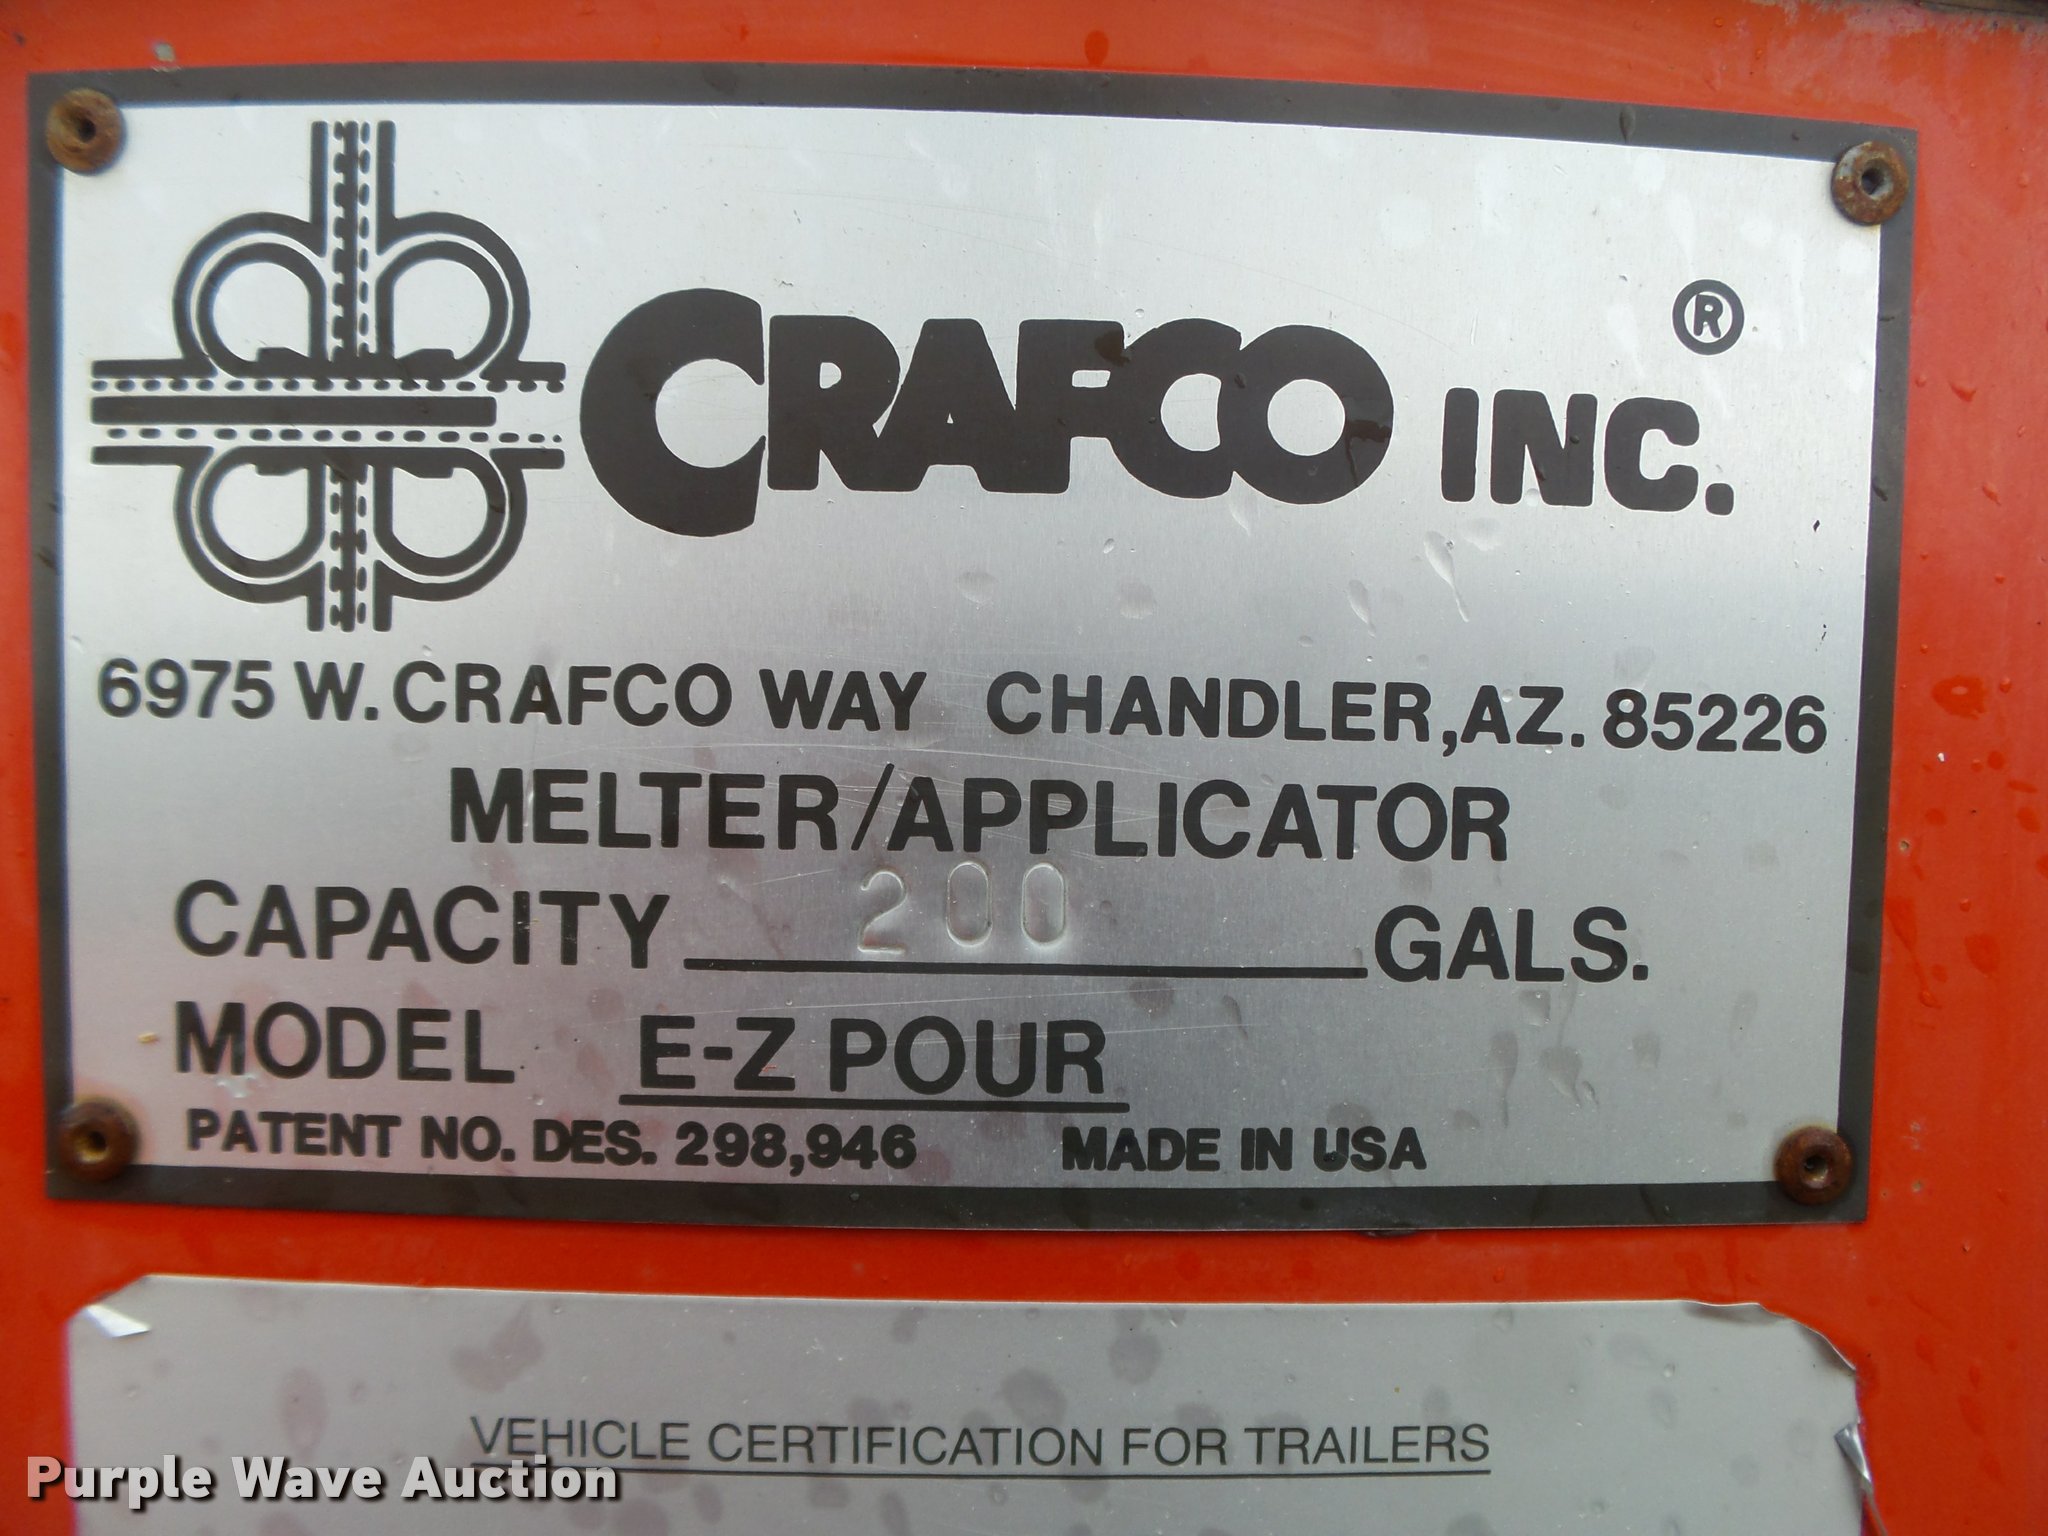 CRAFCO INC. ®
6975 W. CRAFCO WAY CHANDLER, AZ. 85226
MELTER/APPLICATOR
CAPACITY 200 GALS.
MODEL E-Z POUR
PATENT NO. DES. 298,946 MADE IN USA
VEHICLE CERTIFICATION FOR TRAILERS
Purple Wave Auction